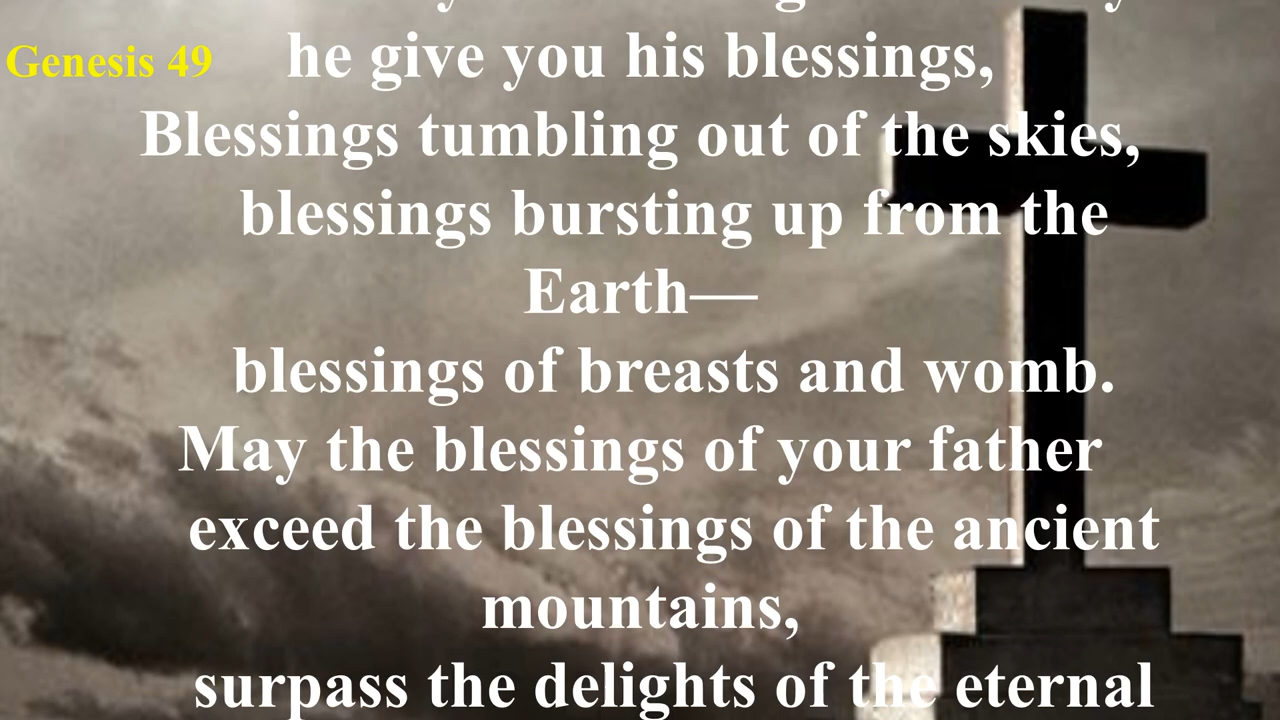 Genesis 49
he give you his blessings,
Blessings tumbling out of the skies,
blessings bursting up from the
Earth—
blessings of breasts and womb.
May the blessings of your father
exceed the blessings of the ancient
mountains,
surpass the delights of the eternal